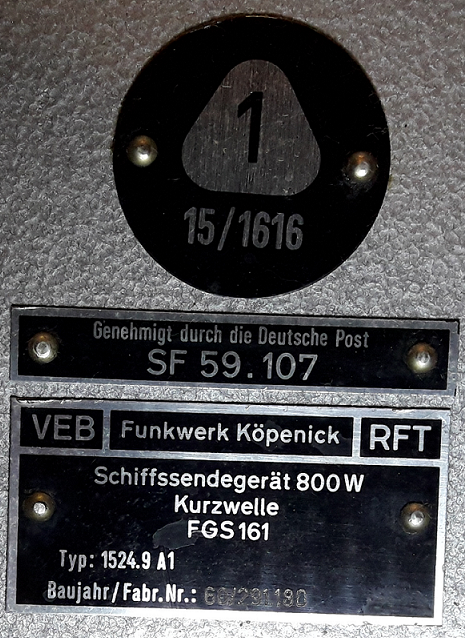 1
15/1616
Genehmigt durch die Deutsche Post
SF 59.107
VEB Funkwerk Köpenick RFT
Schiffssendegerät 800 W
Kurzwelle
FGS 161
Typ: 1524.9 A1
Baujahr/Fabr.Nr.: